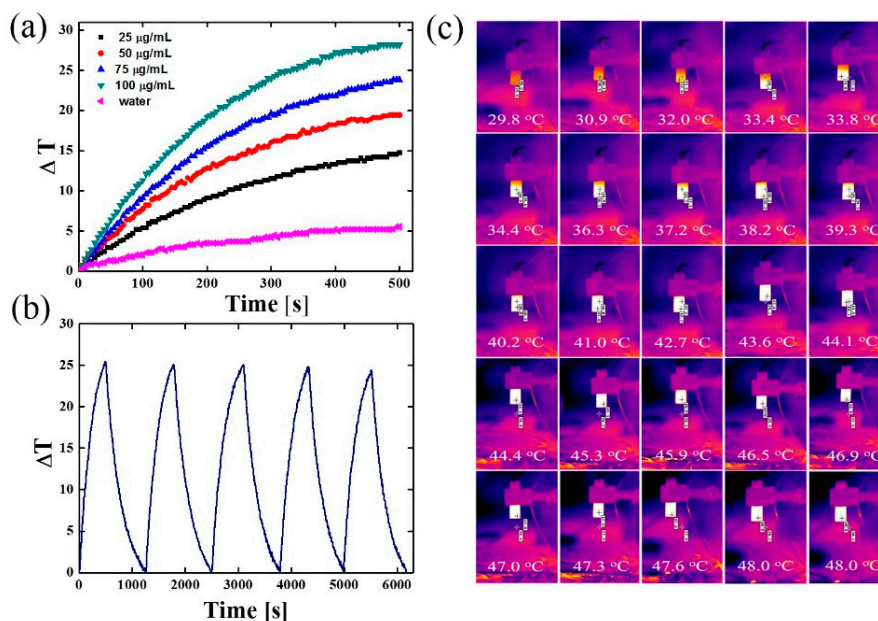 (a)
30
25
20
15
10
5
0
ΔT
25 µg/mL
50 µg/mL
75 µg/mL
100 µg/mL
water
0 100 200 300 400 500
Time [s]
(b)
30
25
20
15
10
5
0
ΔT
0 1000 2000 3000 4000 5000 6000
Time [s]
(c)
29.8 °C 30.9 °C 32.0 °C 33.4 °C 33.8 °C
34.4 °C 36.3 °C 37.2 °C 38.2 °C 39.3 °C
40.2 °C 41.0 °C 42.7 °C 43.6 °C 44.1 °C
44.4 °C 45.3 °C 45.9 °C 46.5 °C 46.9 °C
47.0 °C 47.3 °C 47.6 °C 48.0 °C 48.0 °C